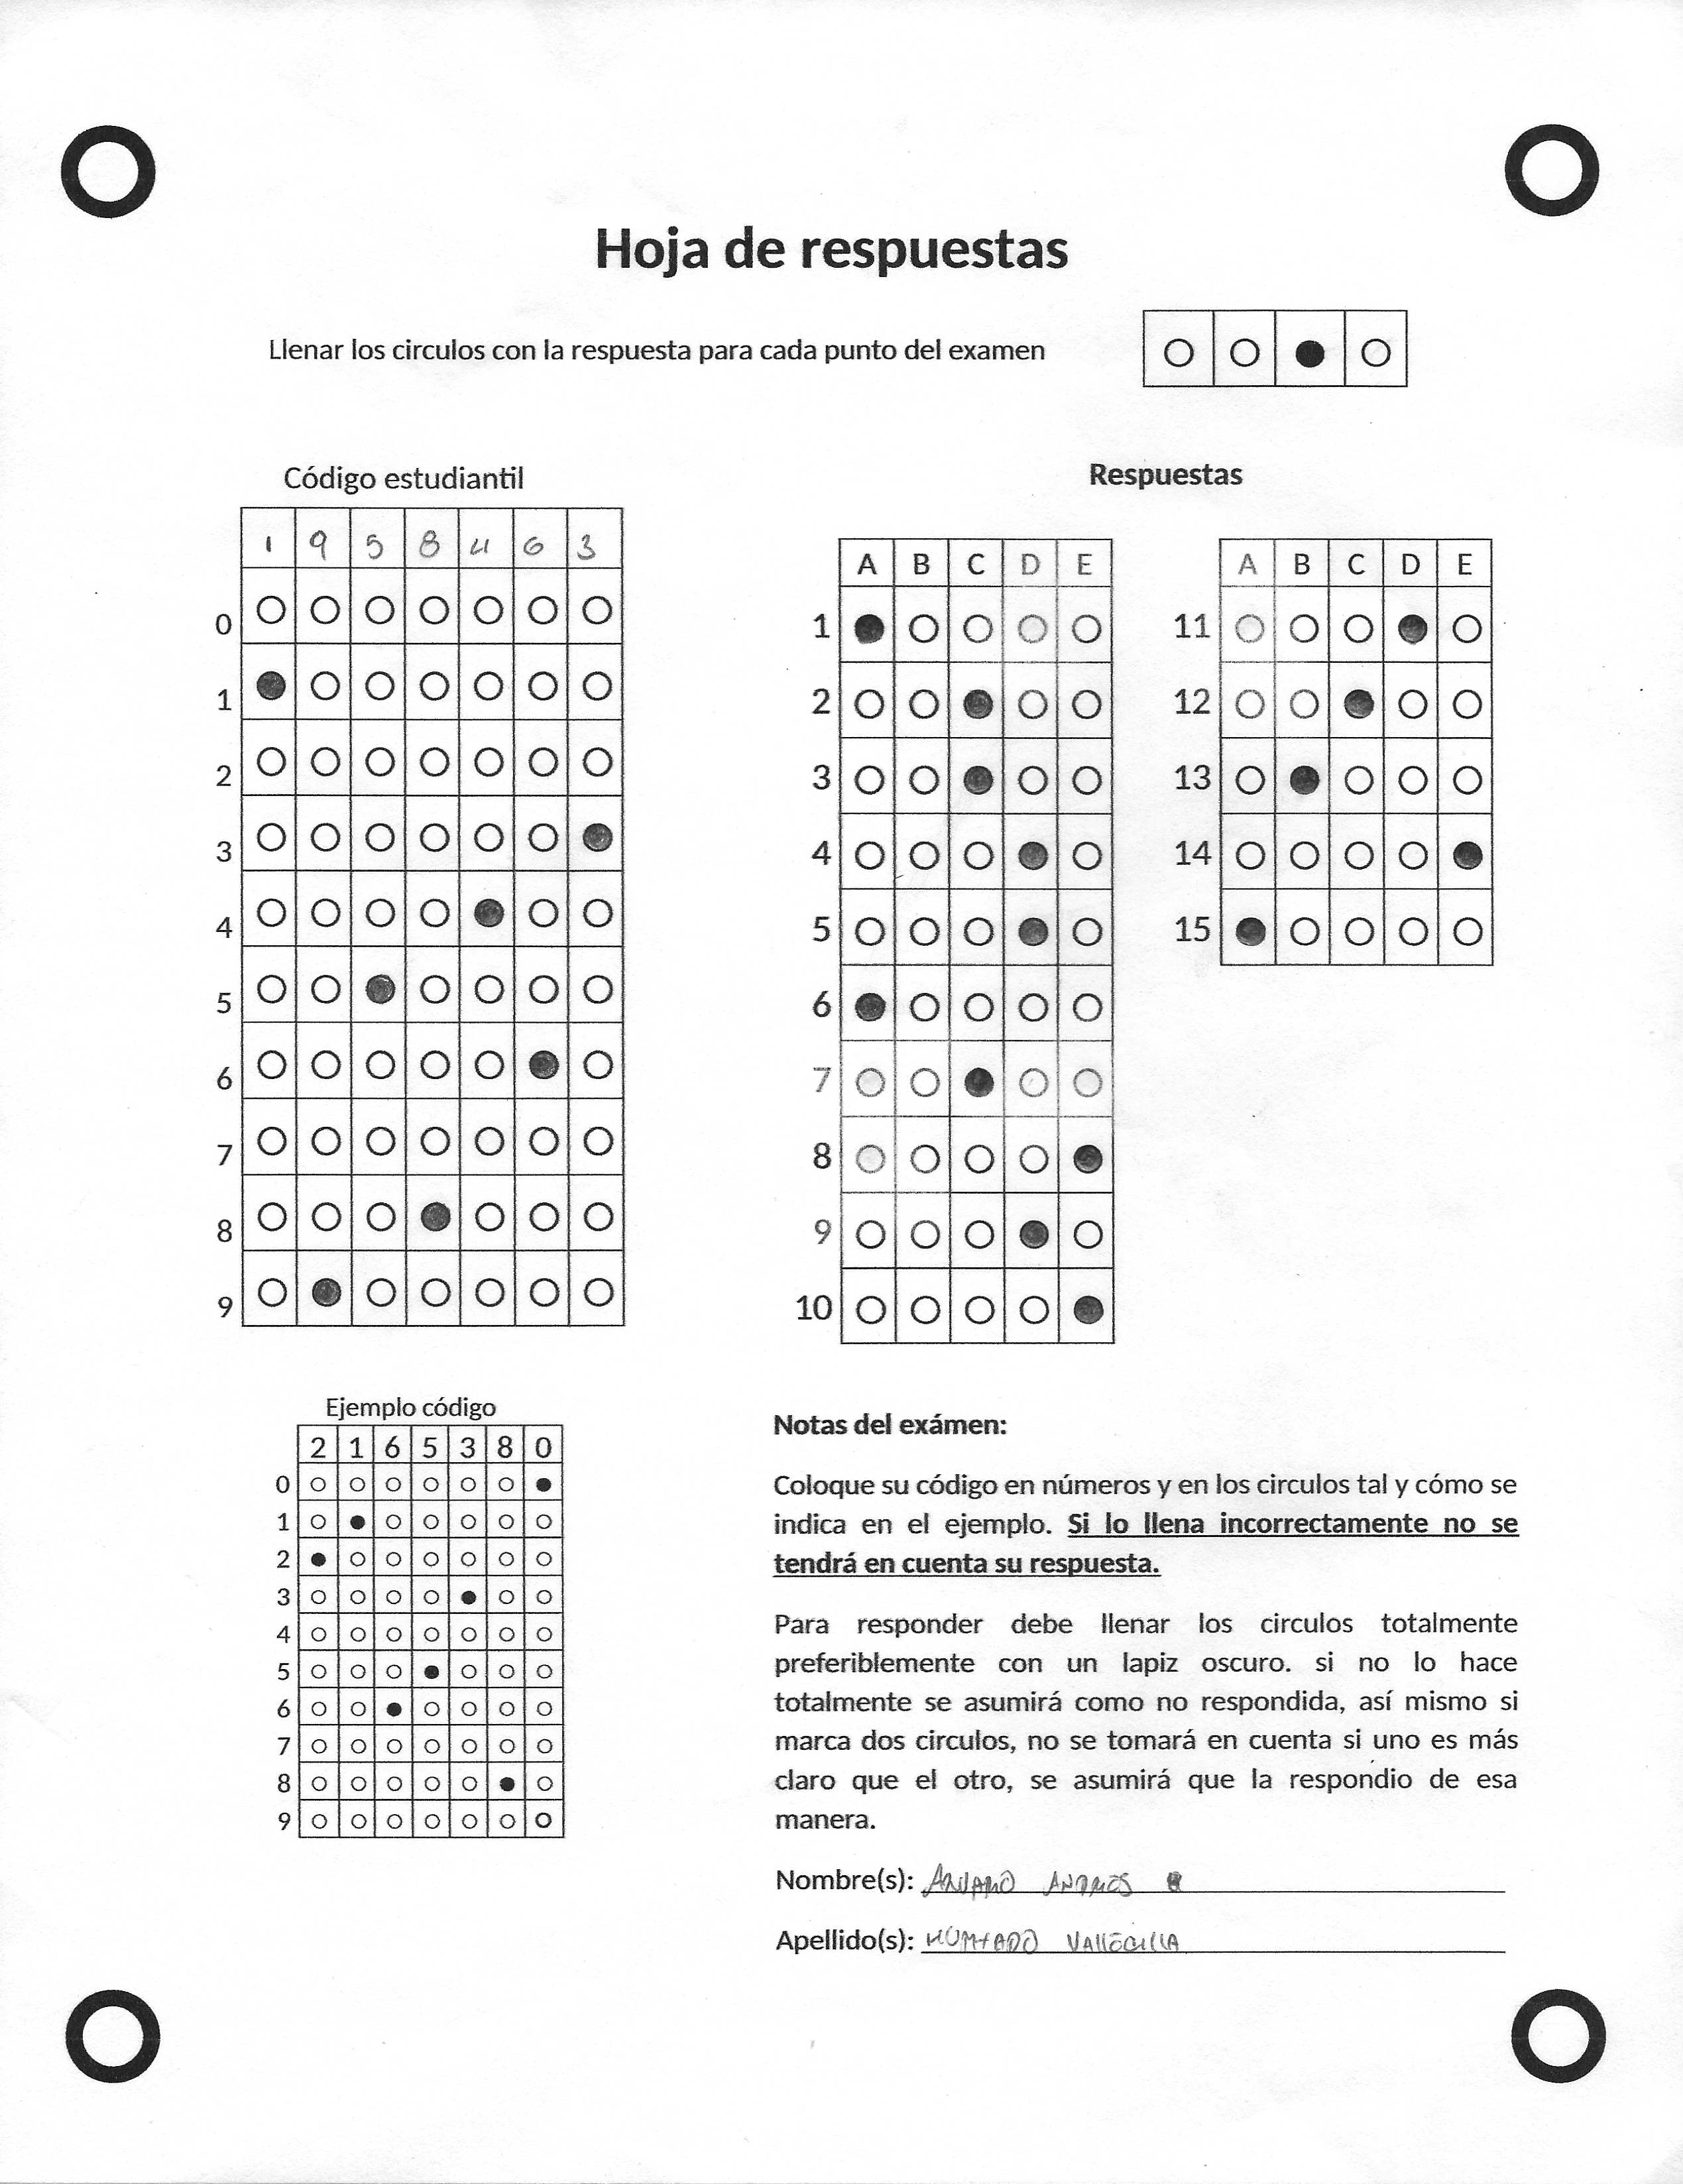 Hoja de respuestas
Llenar los circulos con la respuesta para cada punto del examen
Código estudiantil
1 9 5 8 4 6 3
0
1
2
3
4
5
6
7
8
9
Respuestas
A B C D E
1
2
3
4
5
6
7
8
9
10
A B C D E
11
12
13
14
15
Ejemplo código
2 1 6 5 3 8 0
0
1
2
3
4
5
6
7
8
9
Notas del exámen:
Coloque su código en números y en los circulos tal y cómo se
indica en el ejemplo. Si lo llena incorrectamente no se
tendrá en cuenta su respuesta.
Para responder debe llenar los circulos totalmente
preferiblemente con un lapiz oscuro. si no lo hace
totalmente se asumirá como no respondida, así mismo si
marca dos circulos, no se tomará en cuenta si uno es más
claro que el otro, se asumirá que la respondio de esa
manera.
Nombre(s): ALVARO ANDRES
Apellido(s): HURTADO VALLECILLA